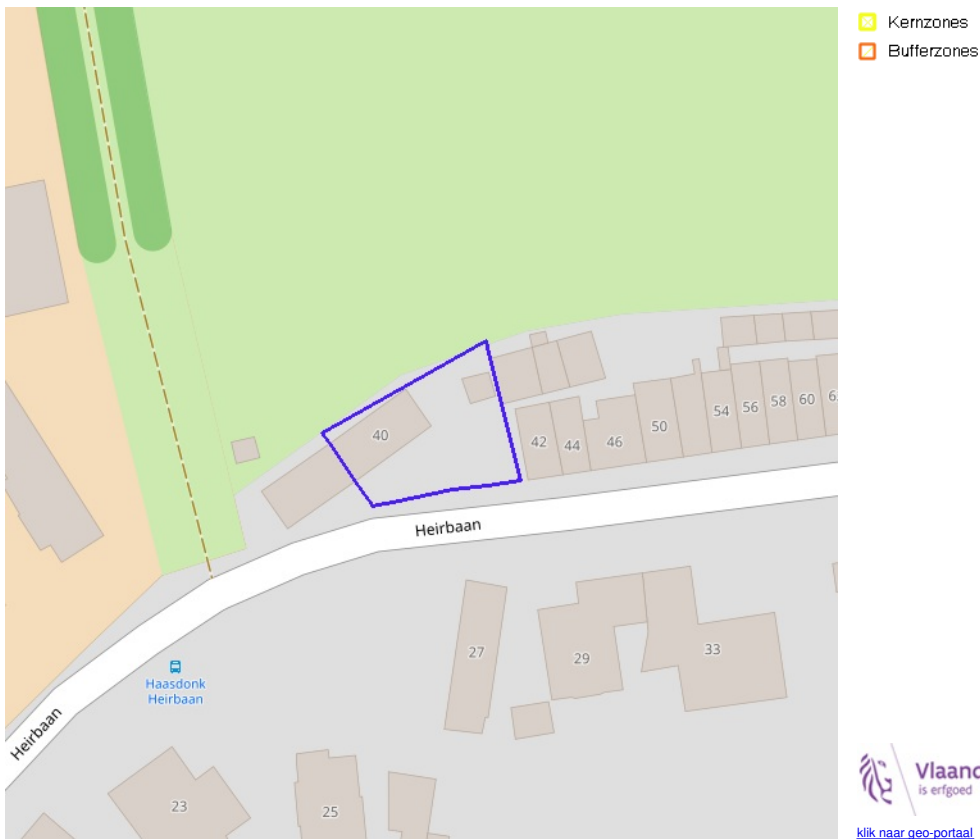 Kernzones
Bufferzones
40
42
44
46
50
54
56
58
60
Heirbaan
27
29
33
Haasdonk
Heirbaan
Heirbaan
23
25
Vlaand
is erfgoed
klik naar geo-portaal